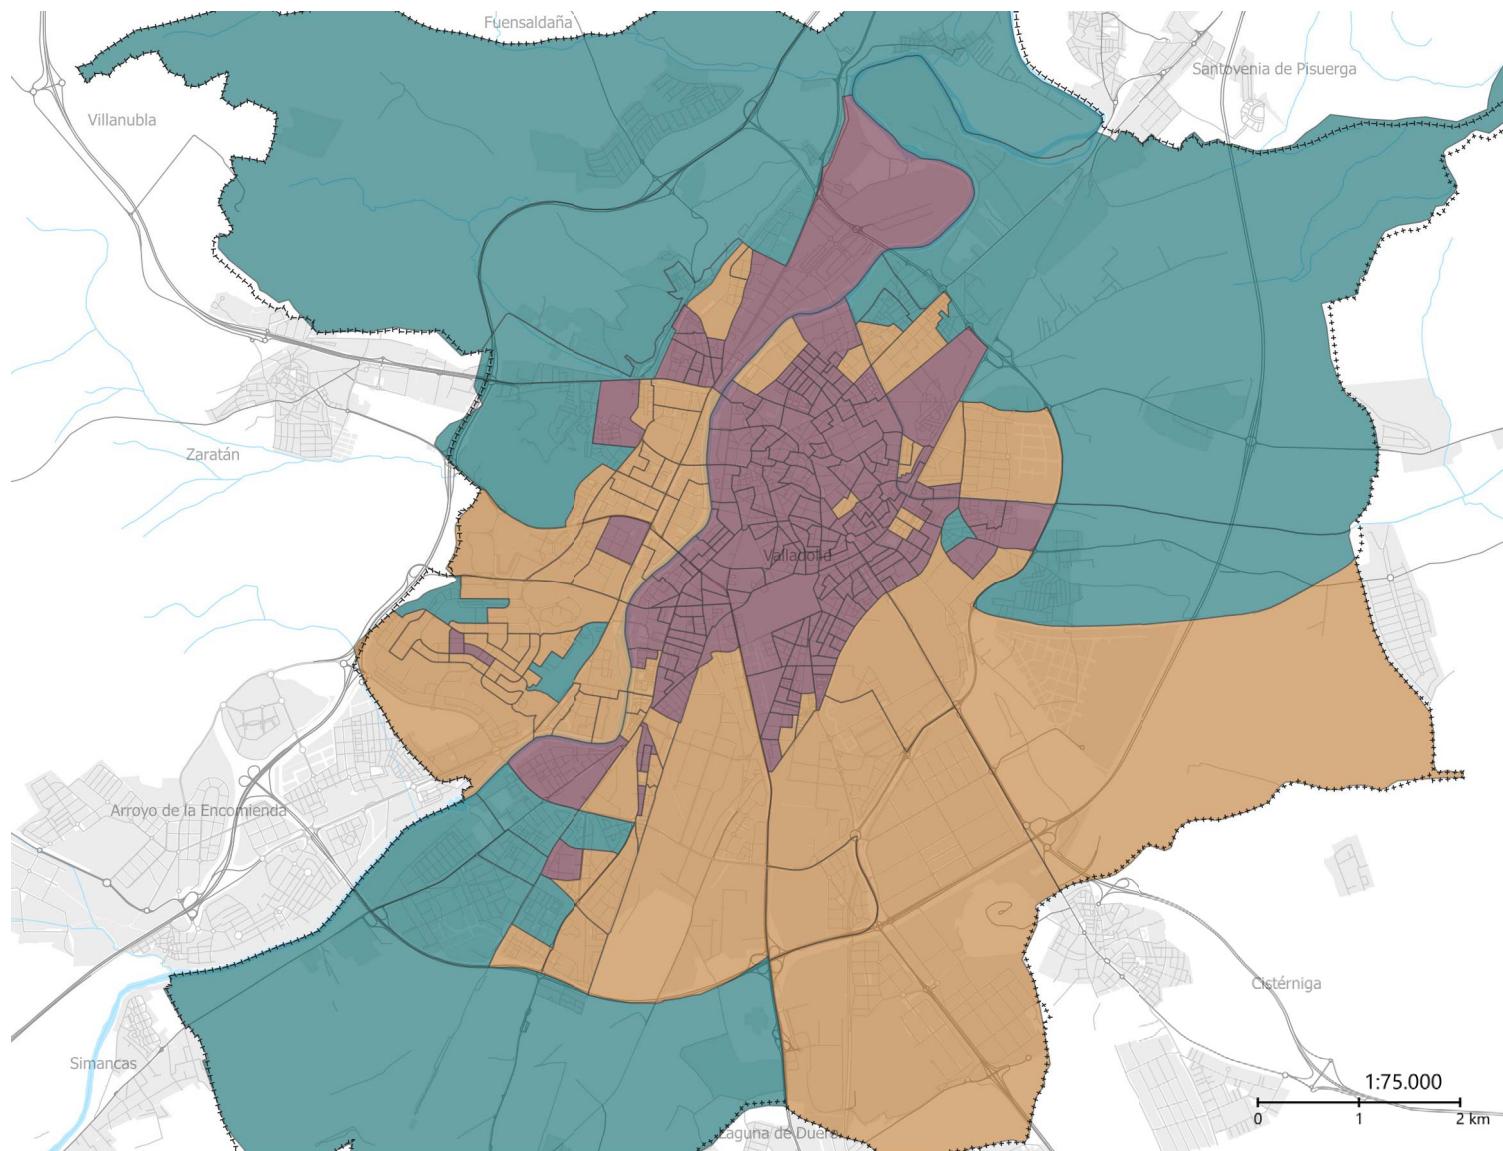 Fuensaldaña
Santovenia de Pisuerga
Villanubla
Zaratán
Valladolid
Arroyo de la Encomienda
Cistérniga
Simancas
1:75.000
0 1 2 km
Laguna de Duero